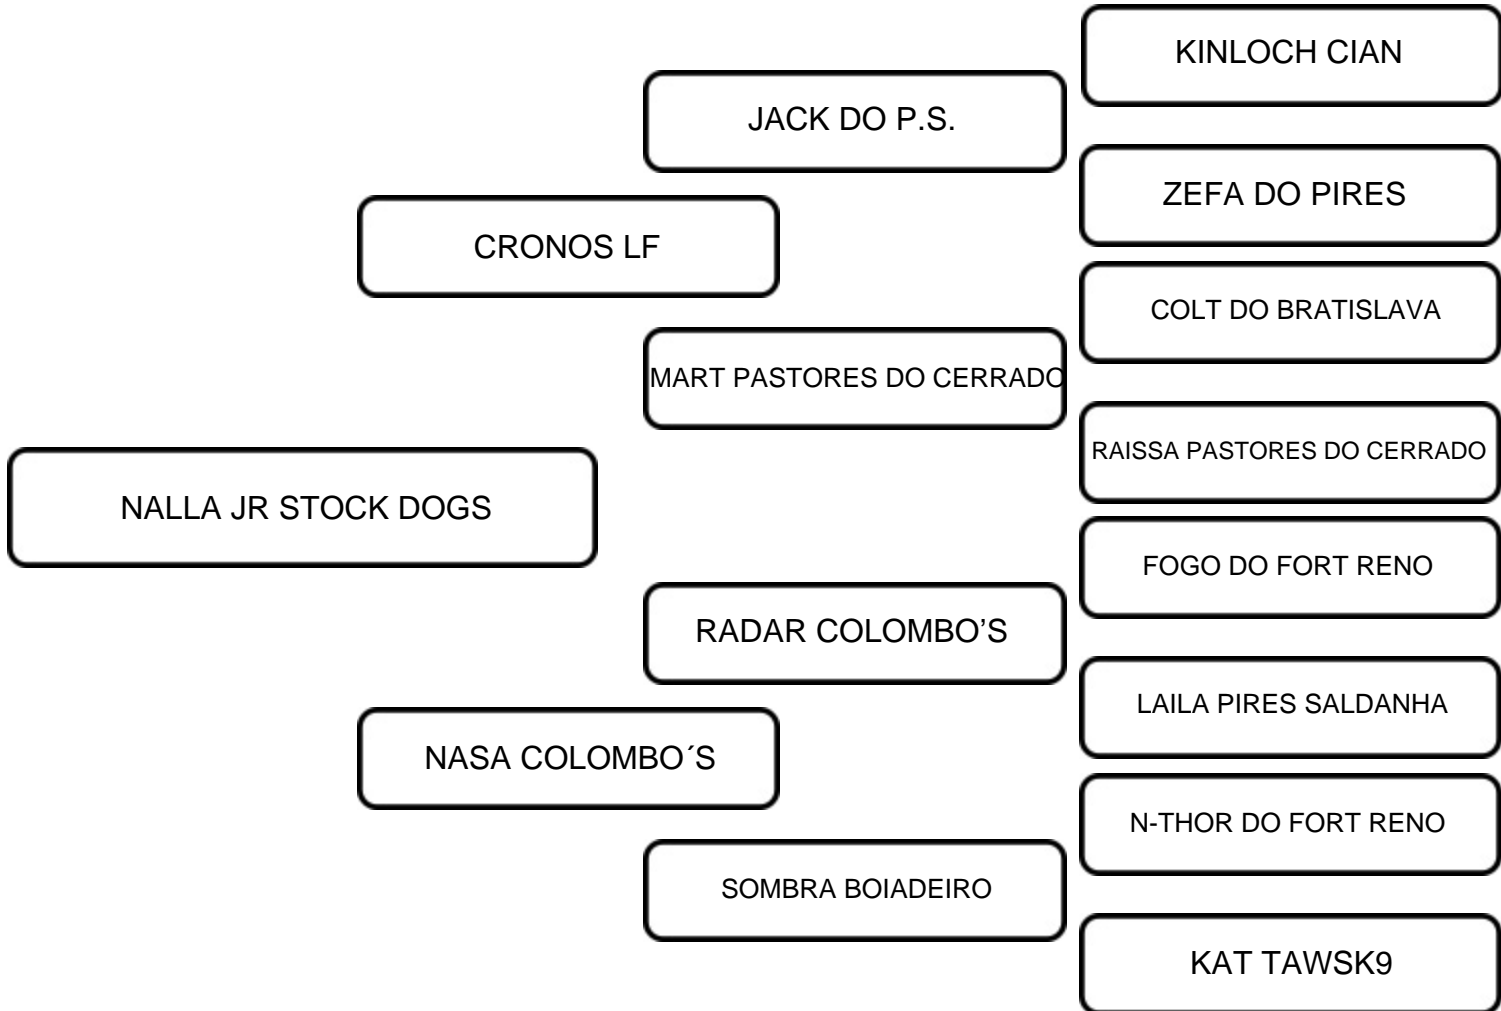 KINLOCH CIAN
JACK DO P.S.
ZEFA DO PIRES
CRONOS LF
COLT DO BRATISLAVA
MART PASTORES DO CERRADO
RAISSA PASTORES DO CERRADO
NALLA JR STOCK DOGS
FOGO DO FORT RENO
RADAR COLOMBO’S
LAILA PIRES SALDANHA
NASA COLOMBO´S
N-THOR DO FORT RENO
SOMBRA BOIADEIRO
KAT TAWSK9